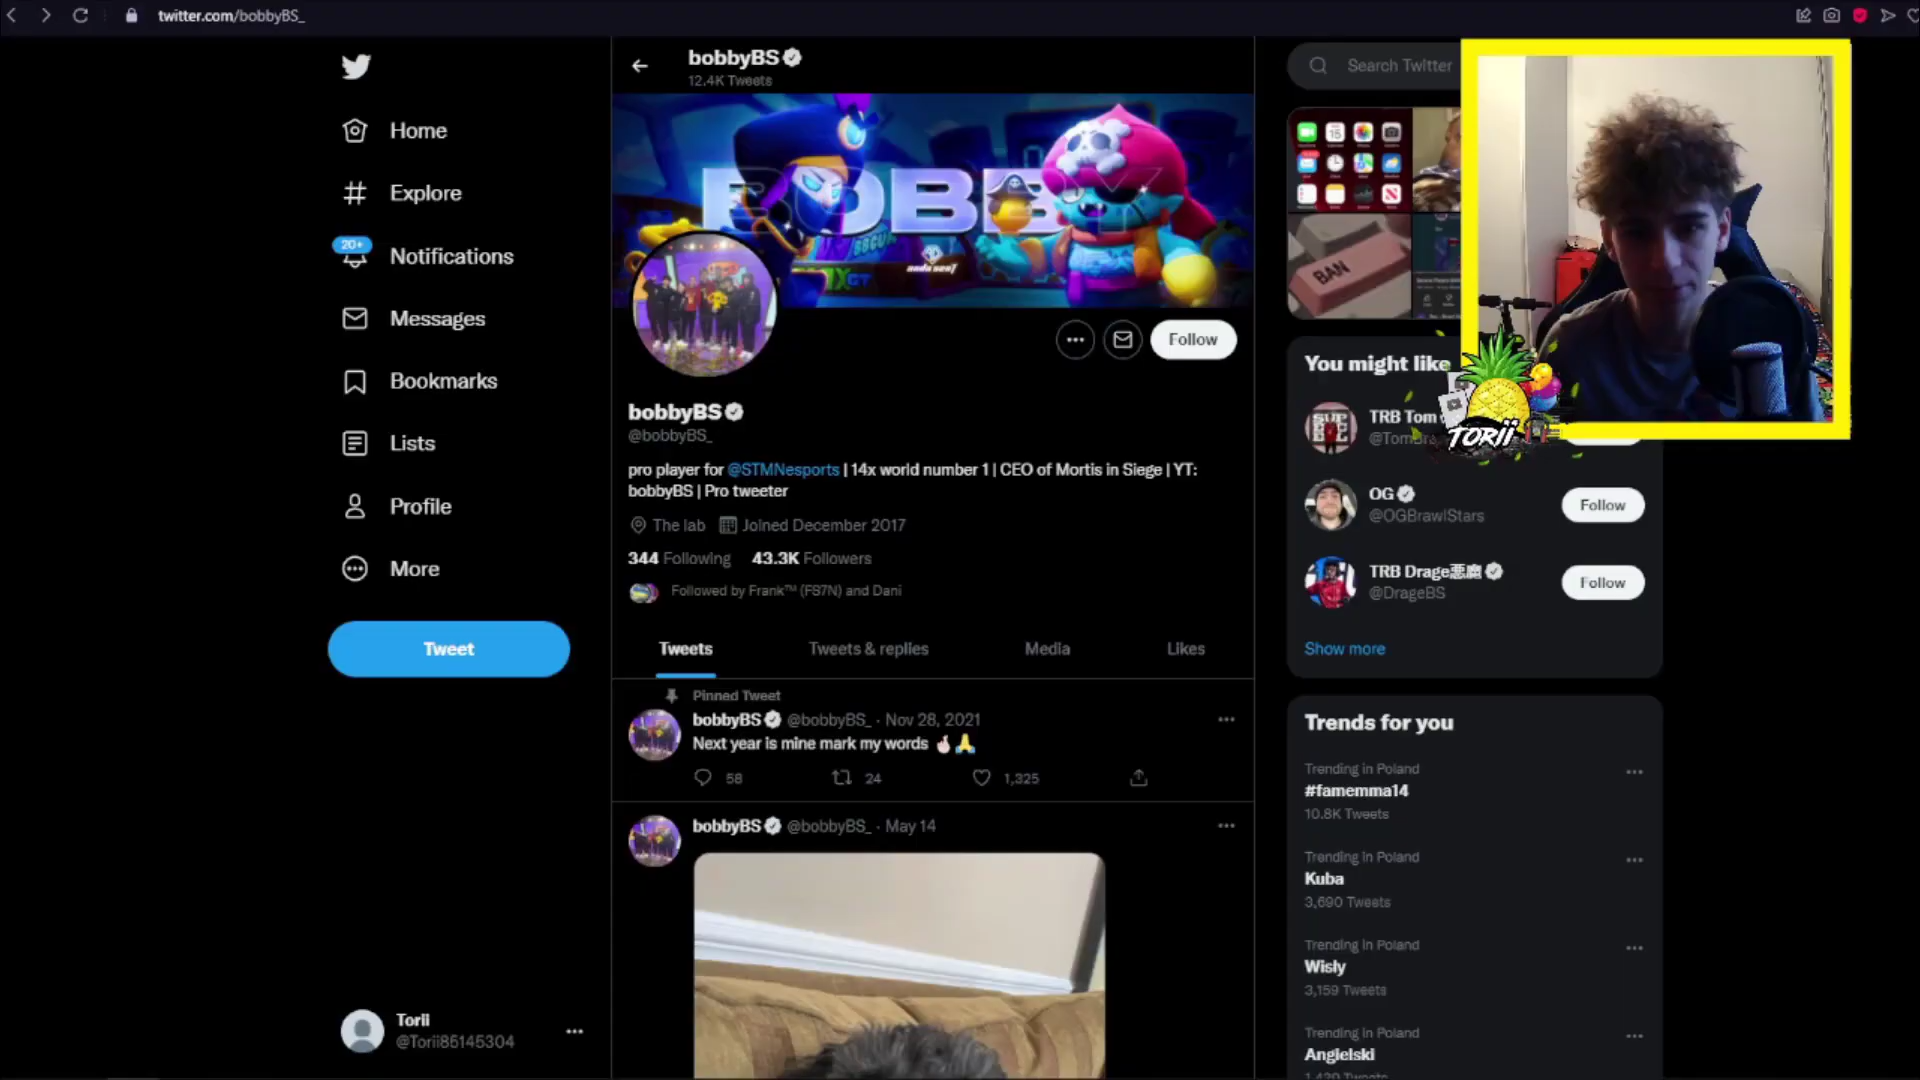 twitter.com/bobbyBS_
Home
Explore
20+
Notifications
Messages
Bookmarks
Lists
Profile
More
Tweet
Torii
@Torii85145304
bobbyBS
12.4K Tweets
BOBBY
Follow
bobbyBS
@bobbyBS_
pro player for @STMNesports | 14x world number 1 | CEO of Mortis in Siege | YT:
bobbyBS | Pro tweeter
The lab Joined December 2017
344 Following 43.3K Followers
Followed by Frank™ (FS7N) and Dani
Tweets Tweets & replies Media Likes
Pinned Tweet
bobbyBS @bobbyBS_ · Nov 28, 2021
Next year is mine mark my words 🤞🏻🙏
58 24 1,325
bobbyBS @bobbyBS_ · May 14
Search Twitter
15
BAN
You might like
SUP
TRB Tom
TORII
OG
@OGBrawlStars
Follow
TRB Drage悪魔
@DrageBS
Follow
Show more
Trends for you
Trending in Poland
#famemma14
10.8K Tweets
Trending in Poland
Kuba
3,690 Tweets
Trending in Poland
Wisly
3,159 Tweets
Trending in Poland
Angielski